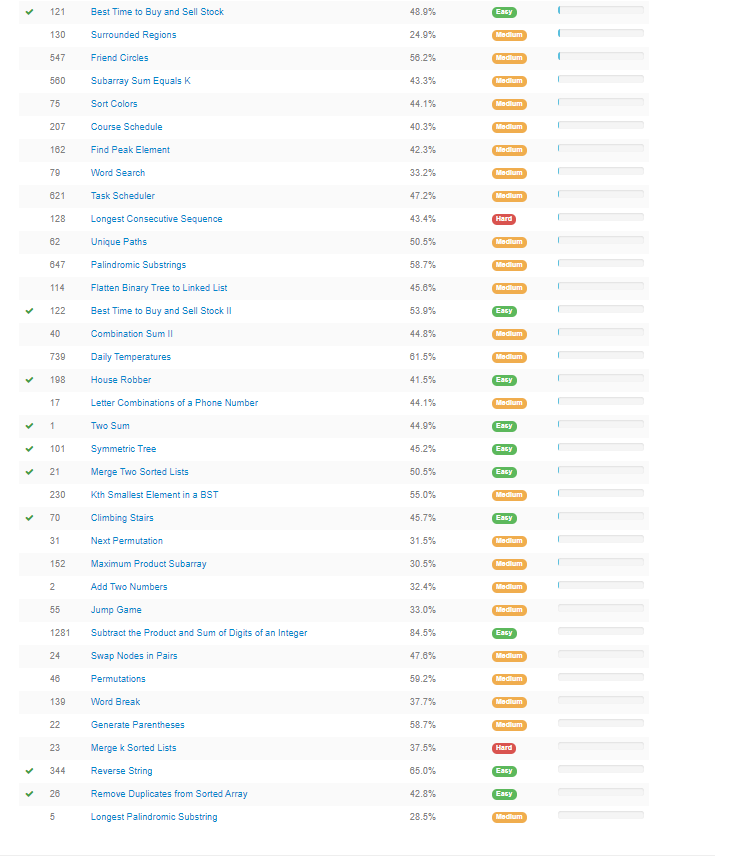 121 Best Time to Buy and Sell Stock 48.9% Easy
130 Surrounded Regions 24.9% Medium
547 Friend Circles 56.2% Medium
560 Subarray Sum Equals K 43.3% Medium
75 Sort Colors 44.1% Medium
207 Course Schedule 40.3% Medium
162 Find Peak Element 42.3% Medium
79 Word Search 33.2% Medium
621 Task Scheduler 47.2% Medium
128 Longest Consecutive Sequence 43.4% Hard
62 Unique Paths 50.5% Medium
647 Palindromic Substrings 58.7% Medium
114 Flatten Binary Tree to Linked List 45.6% Medium
122 Best Time to Buy and Sell Stock II 53.9% Easy
40 Combination Sum II 44.8% Medium
739 Daily Temperatures 61.5% Medium
198 House Robber 41.5% Easy
17 Letter Combinations of a Phone Number 44.1% Medium
1 Two Sum 44.9% Easy
101 Symmetric Tree 45.2% Easy
21 Merge Two Sorted Lists 50.5% Easy
230 Kth Smallest Element in a BST 55.0% Medium
70 Climbing Stairs 45.7% Easy
31 Next Permutation 31.5% Medium
152 Maximum Product Subarray 30.5% Medium
2 Add Two Numbers 32.4% Medium
55 Jump Game 33.0% Medium
1281 Subtract the Product and Sum of Digits of an Integer 84.5% Easy
24 Swap Nodes in Pairs 47.6% Medium
46 Permutations 59.2% Medium
139 Word Break 37.7% Medium
22 Generate Parentheses 58.7% Medium
23 Merge k Sorted Lists 37.5% Hard
344 Reverse String 65.0% Easy
26 Remove Duplicates from Sorted Array 42.8% Easy
5 Longest Palindromic Substring 28.5% Medium